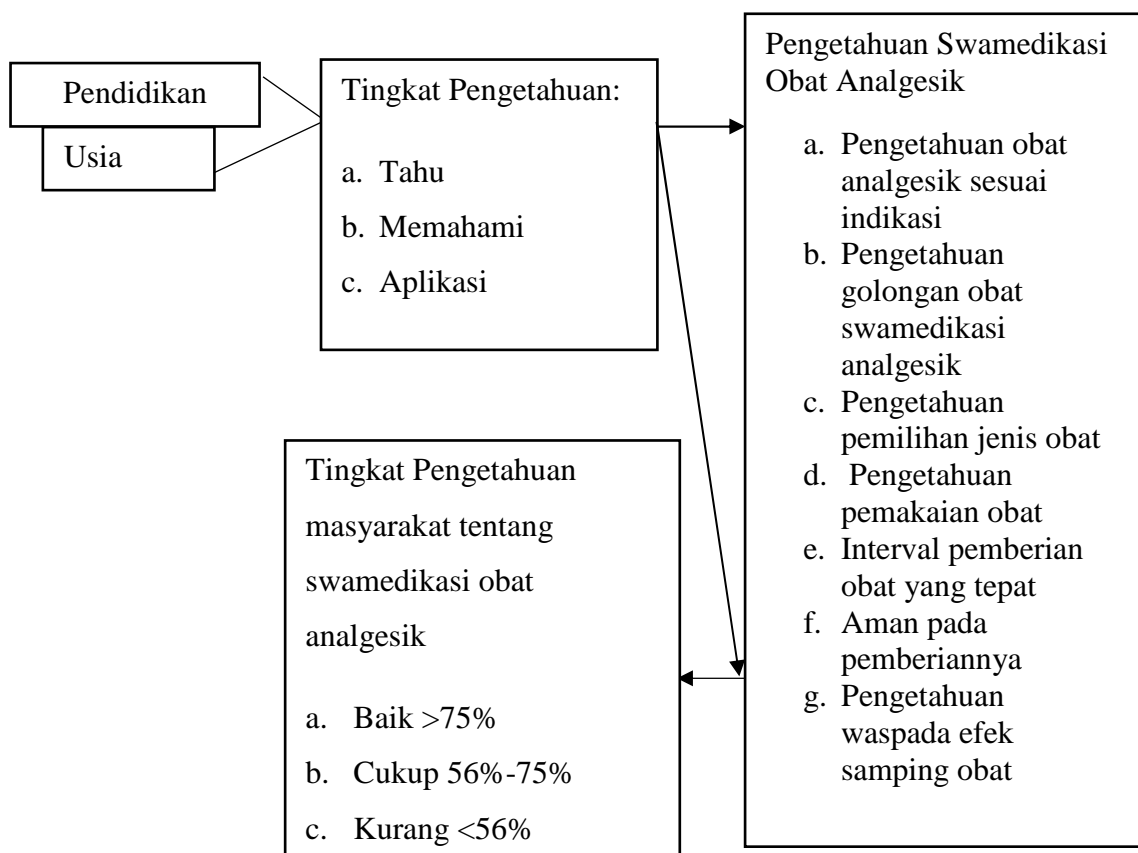 Pendidikan
Usia
Tingkat Pengetahuan:
a. Tahu
b. Memahami
c. Aplikasi
Pengetahuan Swamedikasi
Obat Analgesik
a. Pengetahuan obat
analgesik sesuai
indikasi
b. Pengetahuan
golongan obat
swamedikasi
analgesik
c. Pengetahuan
pemilihan jenis obat
d. Pengetahuan
pemakaian obat
e. Interval pemberian
obat yang tepat
f. Aman pada
pemberiannya
g. Pengetahuan
waspada efek
samping obat
Tingkat Pengetahuan
masyarakat tentang
swamedikasi obat
analgesik
a. Baik >75%
b. Cukup 56%-75%
c. Kurang <56%